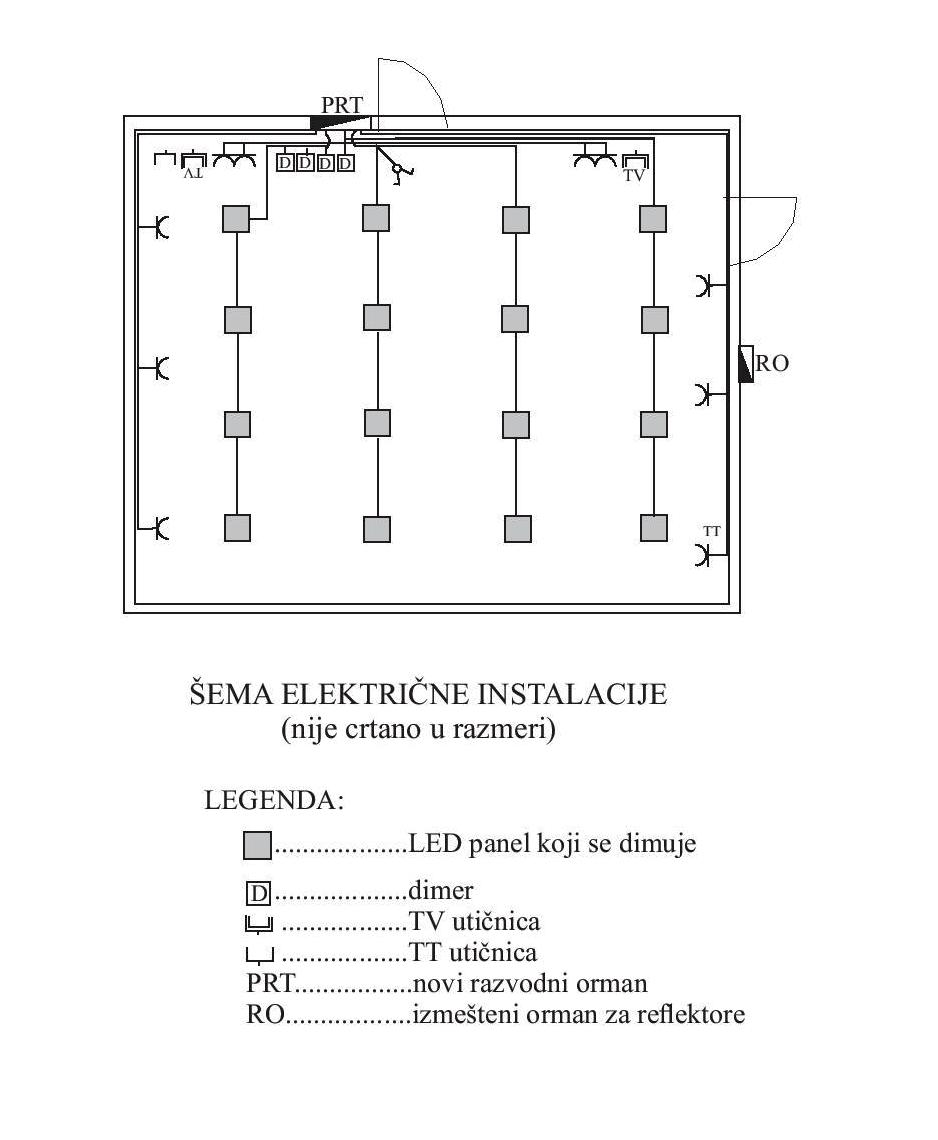 PRT
D D D D
TV
TV
RO
TT
ŠEMA ELEKTRIČNE INSTALACIJE
(nije crtano u razmeri)
LEGENDA:
...................LED panel koji se dimuje
D ...................dimer
..................TV utičnica
..................TT utičnica
PRT.................novi razvodni orman
RO..................izmešteni orman za reflektore